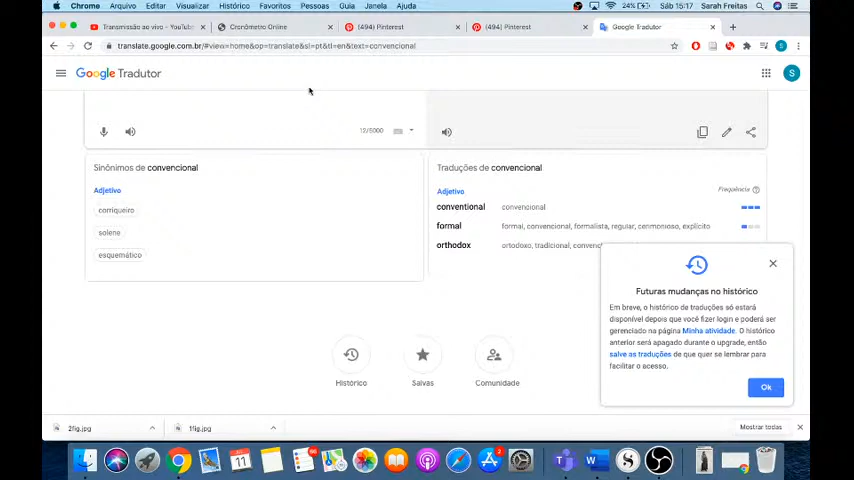 Chrome Arquivo Editar Visualizar Histórico Favoritos Pessoas Guia Janela Ajuda 24% Sáb 15:17 Sarah Freitas
Transmissão ao vivo - YouTube Cronômetro Online (494) Pinterest (494) Pinterest Google Tradutor
translate.google.com.br/#view=home&op=translate&sl=pt&tl=en&text=convencional S
Google Tradutor S
12/5000
Sinônimos de convencional
Adjetivo
corriqueiro
solene
esquemático
Traduções de convencional
Adjetivo Frequência
conventional convencional
formal formal, convencional, formalista, regular, cerimonioso, explícito
orthodox ortodoxo, tradicional,
Futuras mudanças no histórico
Em breve, o histórico de traduções só estará
disponível depois que você fizer login e poderá ser
gerenciado na página Minha atividade. O histórico
anterior será apagado durante o upgrade, então
salve as traduções de que quer se lembrar para
facilitar o acesso.
Ok
Histórico Salvas Comunidade
2fig.jpg 1fig.jpg Mostrar todas
11